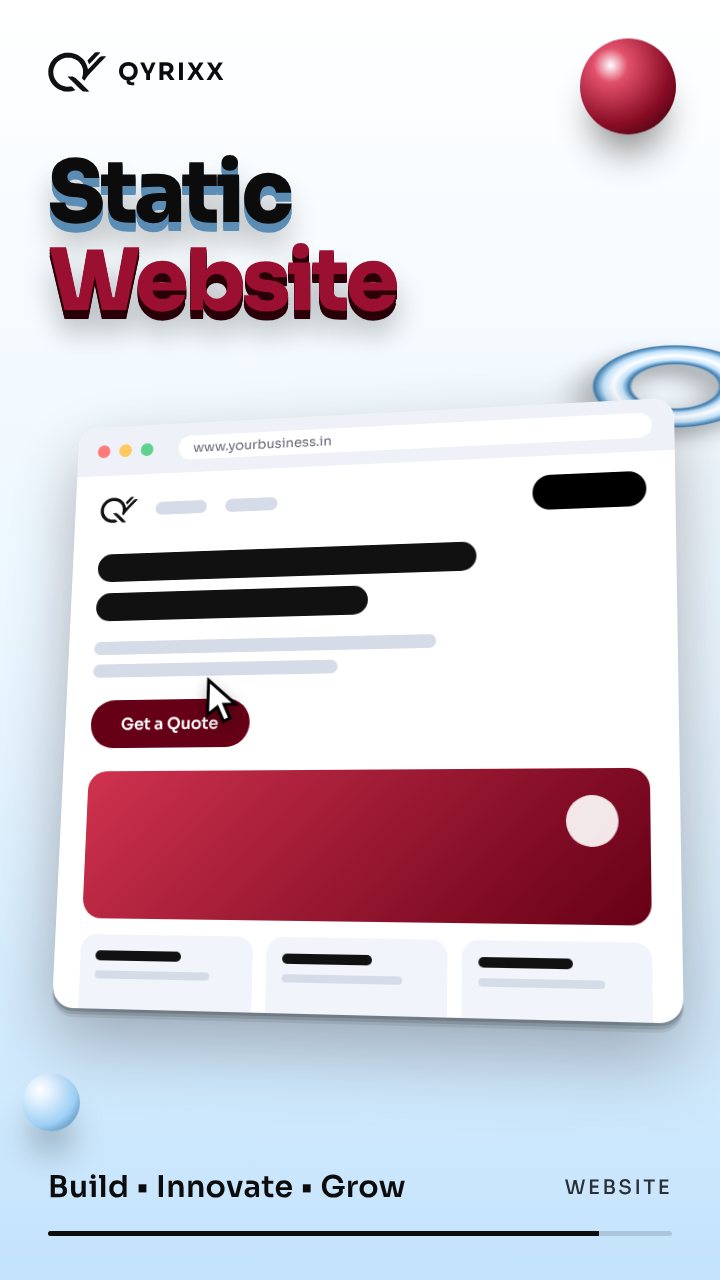 QYRIXX
Static
Website
www.yourbusiness.in
Get a Quote
Build ▪ Innovate ▪ Grow
WEBSITE